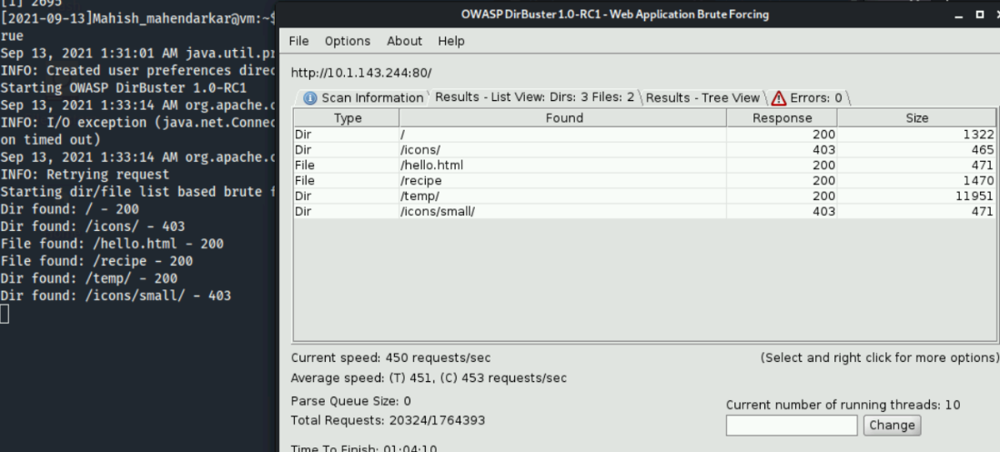 [1] 2695
[2021-09-13]Mahish_mahendarkar@vm:~$
rue
Sep 13, 2021 1:31:01 AM java.util.pr
INFO: Created user preferences direc
Starting OWASP DirBuster 1.0-RC1
Sep 13, 2021 1:33:14 AM org.apache.c
INFO: I/O exception (java.net.Connec
on timed out)
Sep 13, 2021 1:33:14 AM org.apache.c
INFO: Retrying request
Starting dir/file list based brute f
Dir found: / - 200
Dir found: /icons/ - 403
File found: /hello.html - 200
File found: /recipe - 200
Dir found: /temp/ - 200
Dir found: /icons/small/ - 403
OWASP DirBuster 1.0-RC1 - Web Application Brute Forcing
File Options About Help
http://10.1.143.244:80/
Scan Information Results - List View: Dirs: 3 Files: 2 Results - Tree View Errors: 0
Type Found Response Size
Dir / 200 1322
Dir /icons/ 403 465
File /hello.html 200 471
File /recipe 200 1470
Dir /temp/ 200 11951
Dir /icons/small/ 403 471
Current speed: 450 requests/sec (Select and right click for more options)
Average speed: (T) 451, (C) 453 requests/sec
Parse Queue Size: 0
Current number of running threads: 10
Total Requests: 20324/1764393
Change
Time To Finish: 01:04:10